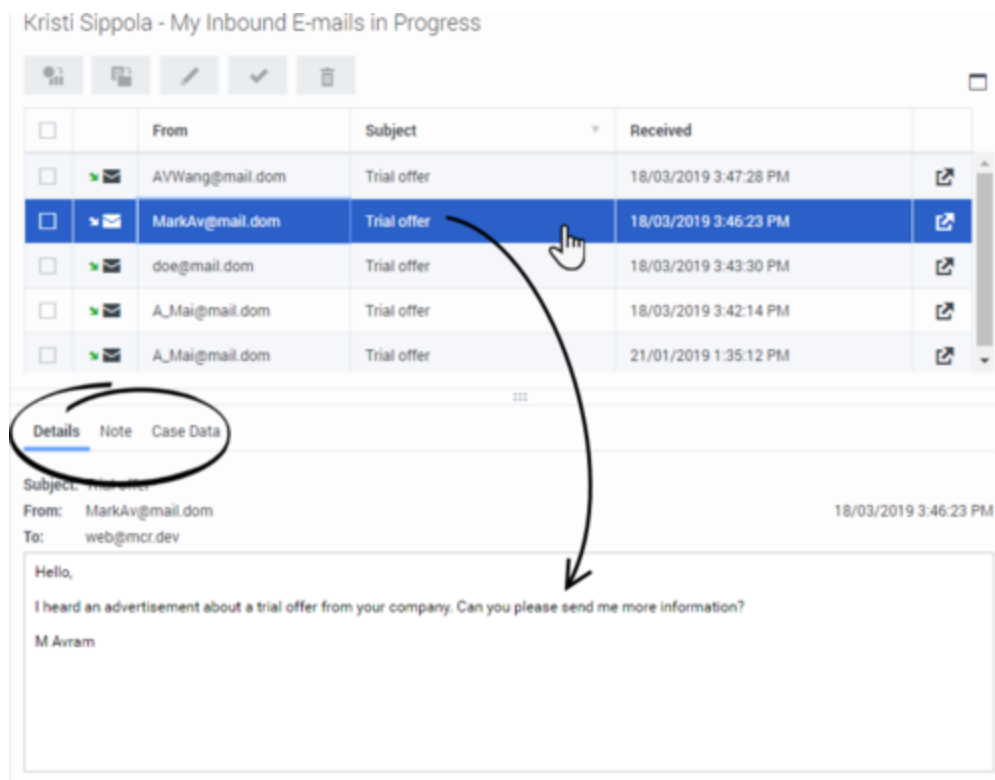 Kristi Sippola - My Inbound E-mails in Progress
From Subject Received
AVWang@mail.dom Trial offer 18/03/2019 3:47:28 PM
MarkAv@mail.dom Trial offer 18/03/2019 3:46:23 PM
doe@mail.dom Trial offer 18/03/2019 3:43:30 PM
A_Mai@mail.dom Trial offer 18/03/2019 3:42:14 PM
A_Mai@mail.dom Trial offer 21/01/2019 1:35:12 PM
Details Note Case Data
Subject: Trial offer
From: MarkAv@mail.dom 18/03/2019 3:46:23 PM
To: web@mcr.dev
Hello,
I heard an advertisement about a trial offer from your company. Can you please send me more information?
M Avram